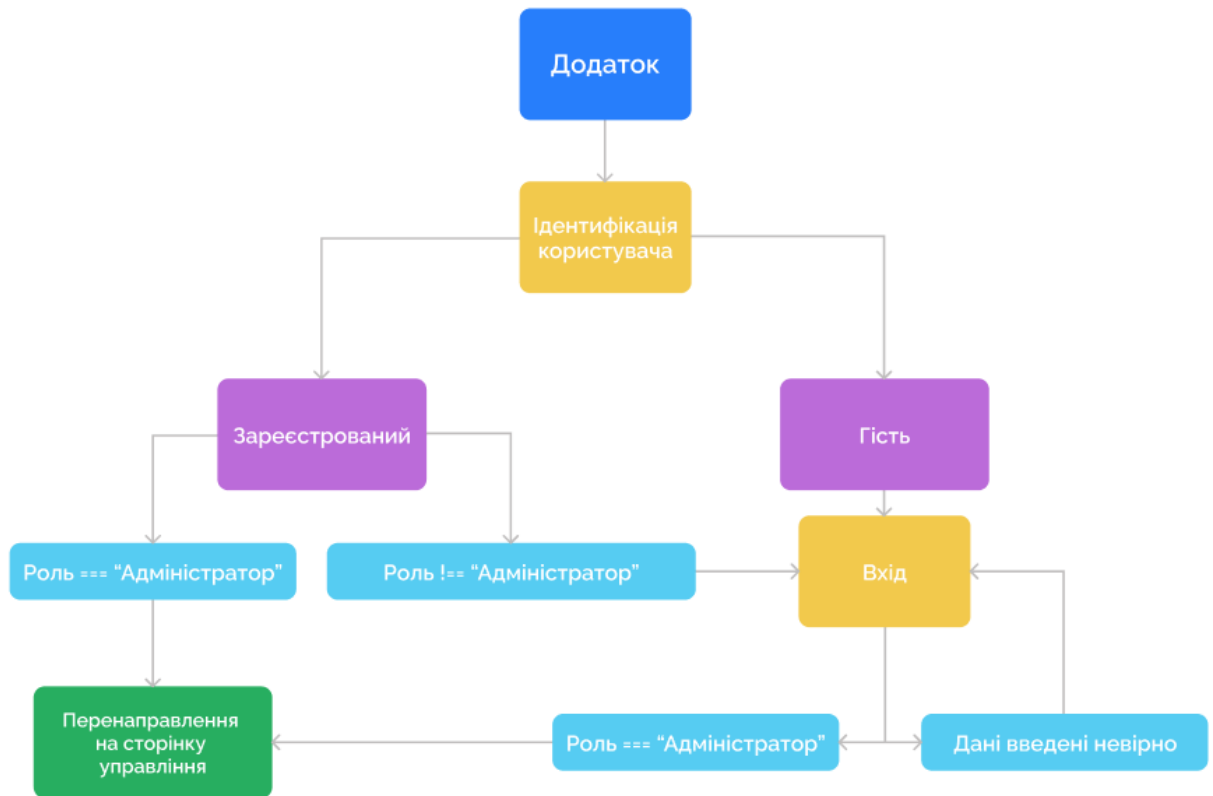 Додаток
Ідентифікація
користувача
Зареєстрований
Гість
Роль === “Адміністратор”
Роль !== “Адміністратор”
Вхід
Перенаправлення
на сторінку
управління
Роль === “Адміністратор”
Дані введені невірно